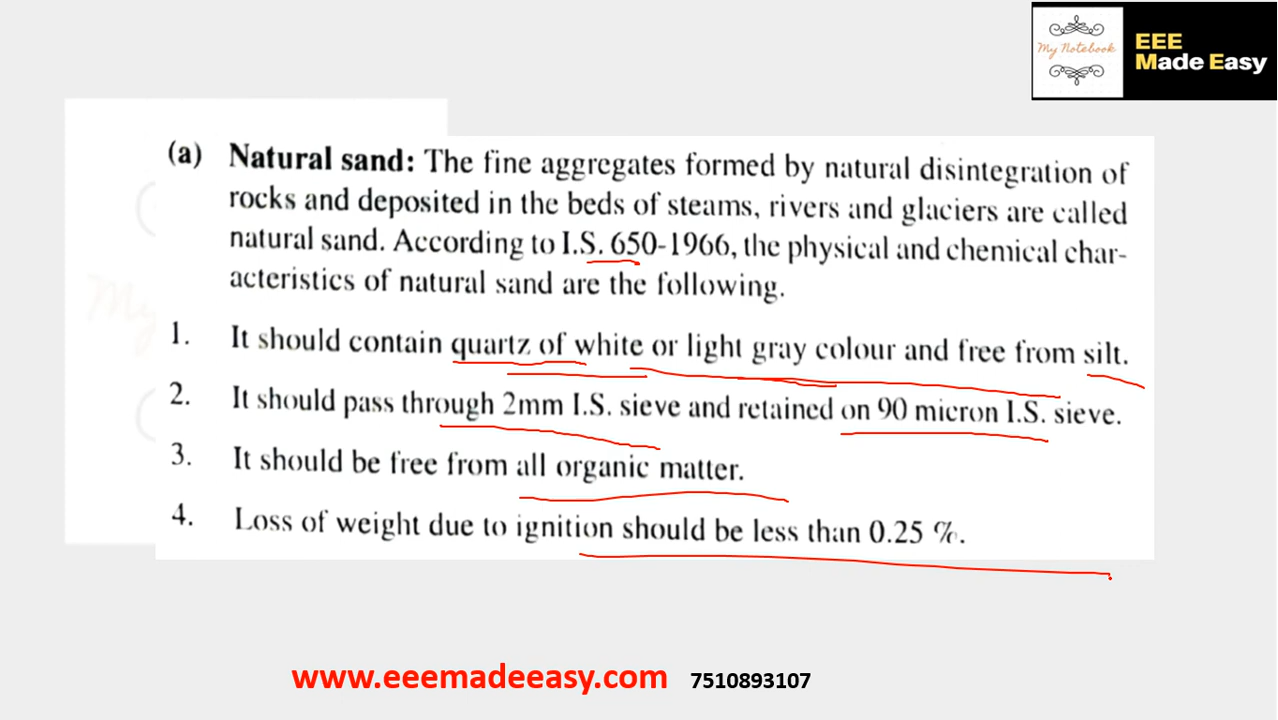 My Notebook
EEE
Made Easy
(a) Natural sand: The fine aggregates formed by natural disintegration of
rocks and deposited in the beds of steams, rivers and glaciers are called
natural sand. According to I.S. 650-1966, the physical and chemical char-
acteristics of natural sand are the following.
1. It should contain quartz of white or light gray colour and free from silt.
2. It should pass through 2mm I.S. sieve and retained on 90 micron I.S. sieve.
3. It should be free from all organic matter.
4. Loss of weight due to ignition should be less than 0.25 %.
My
www.eeemadeeasy.com 7510893107